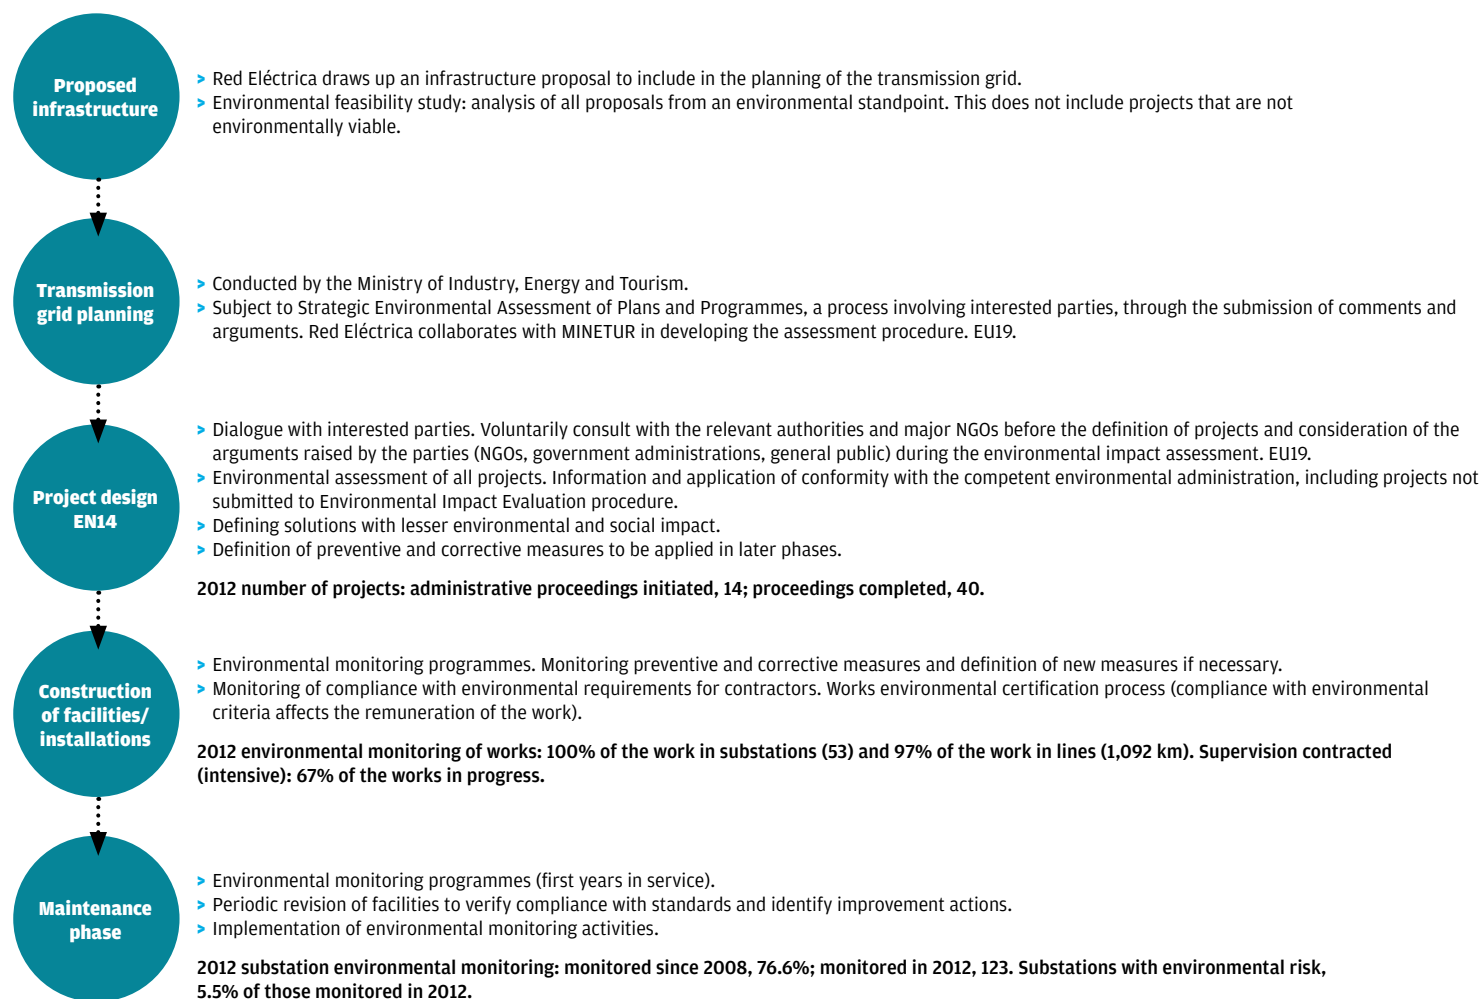 Proposed
infrastructure
> Red Eléctrica draws up an infrastructure proposal to include in the planning of the transmission grid.
> Environmental feasibility study: analysis of all proposals from an environmental standpoint. This does not include projects that are not
environmentally viable.
Transmission
grid planning
> Conducted by the Ministry of Industry, Energy and Tourism.
> Subject to Strategic Environmental Assessment of Plans and Programmes, a process involving interested parties, through the submission of comments and
arguments. Red Eléctrica collaborates with MINETUR in developing the assessment procedure. EU19.
Project design
EN14
> Dialogue with interested parties. Voluntarily consult with the relevant authorities and major NGOs before the definition of projects and consideration of the
arguments raised by the parties (NGOs, government administrations, general public) during the environmental impact assessment. EU19.
> Environmental assessment of all projects. Information and application of conformity with the competent environmental administration, including projects not
submitted to Environmental Impact Evaluation procedure.
> Defining solutions with lesser environmental and social impact.
> Definition of preventive and corrective measures to be applied in later phases.
2012 number of projects: administrative proceedings initiated, 14; proceedings completed, 40.
Construction
of facilities/
installations
> Environmental monitoring programmes. Monitoring preventive and corrective measures and definition of new measures if necessary.
> Monitoring of compliance with environmental requirements for contractors. Works environmental certification process (compliance with environmental
criteria affects the remuneration of the work).
2012 environmental monitoring of works: 100% of the work in substations (53) and 97% of the work in lines (1,092 km). Supervision contracted
(intensive): 67% of the works in progress.
Maintenance
phase
> Environmental monitoring programmes (first years in service).
> Periodic revision of facilities to verify compliance with standards and identify improvement actions.
> Implementation of environmental monitoring activities.
2012 substation environmental monitoring: monitored since 2008, 76.6%; monitored in 2012, 123. Substations with environmental risk,
5.5% of those monitored in 2012.